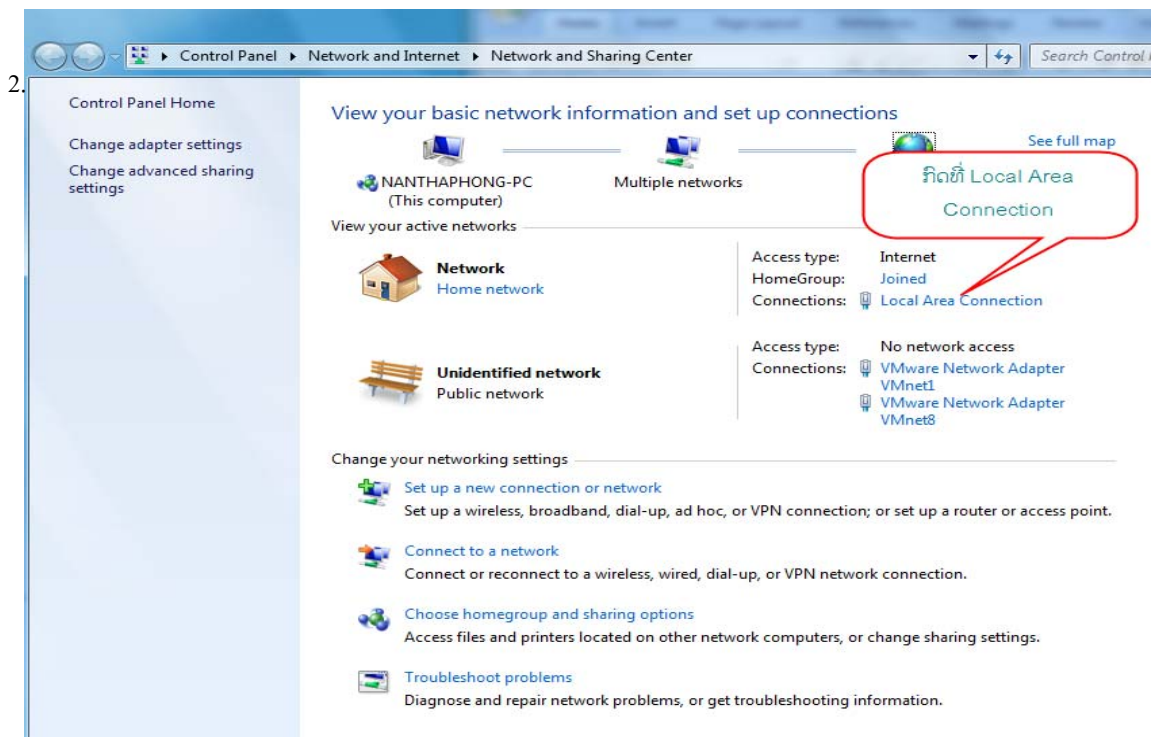 Control Panel ▸ Network and Internet ▸ Network and Sharing Center
Search Control
2.
Control Panel Home
Change adapter settings
Change advanced sharing
settings
View your basic network information and set up connections
See full map
NANTHAPHONG-PC
(This computer)
Multiple networks
ກົດທີ່ Local Area
Connection
View your active networks
Network
Home network
Access type: Internet
HomeGroup: Joined
Connections: Local Area Connection
Unidentified network
Public network
Access type: No network access
Connections: VMware Network Adapter
VMnet1
VMware Network Adapter
VMnet8
Change your networking settings
Set up a new connection or network
Set up a wireless, broadband, dial-up, ad hoc, or VPN connection; or set up a router or access point.
Connect to a network
Connect or reconnect to a wireless, wired, dial-up, or VPN network connection.
Choose homegroup and sharing options
Access files and printers located on other network computers, or change sharing settings.
Troubleshoot problems
Diagnose and repair network problems, or get troubleshooting information.